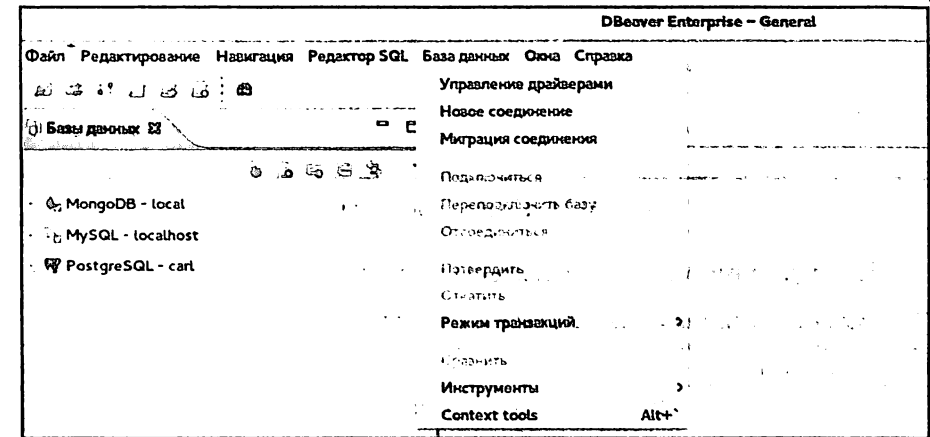 DBeaver Enterprise – General
Файл Редактирование Навигация Редактор SQL База данных Окна Справка
Базы данных
MongoDB - local
MySQL - localhost
PostgreSQL - carl
Управление драйверами
Новое соединение
Миграция соединения
Подключиться
Переподключить базу
Отсоединиться
Потвердить
Откатить
Режим транзакций
Сравнить
Инструменты
Context tools Alt+`